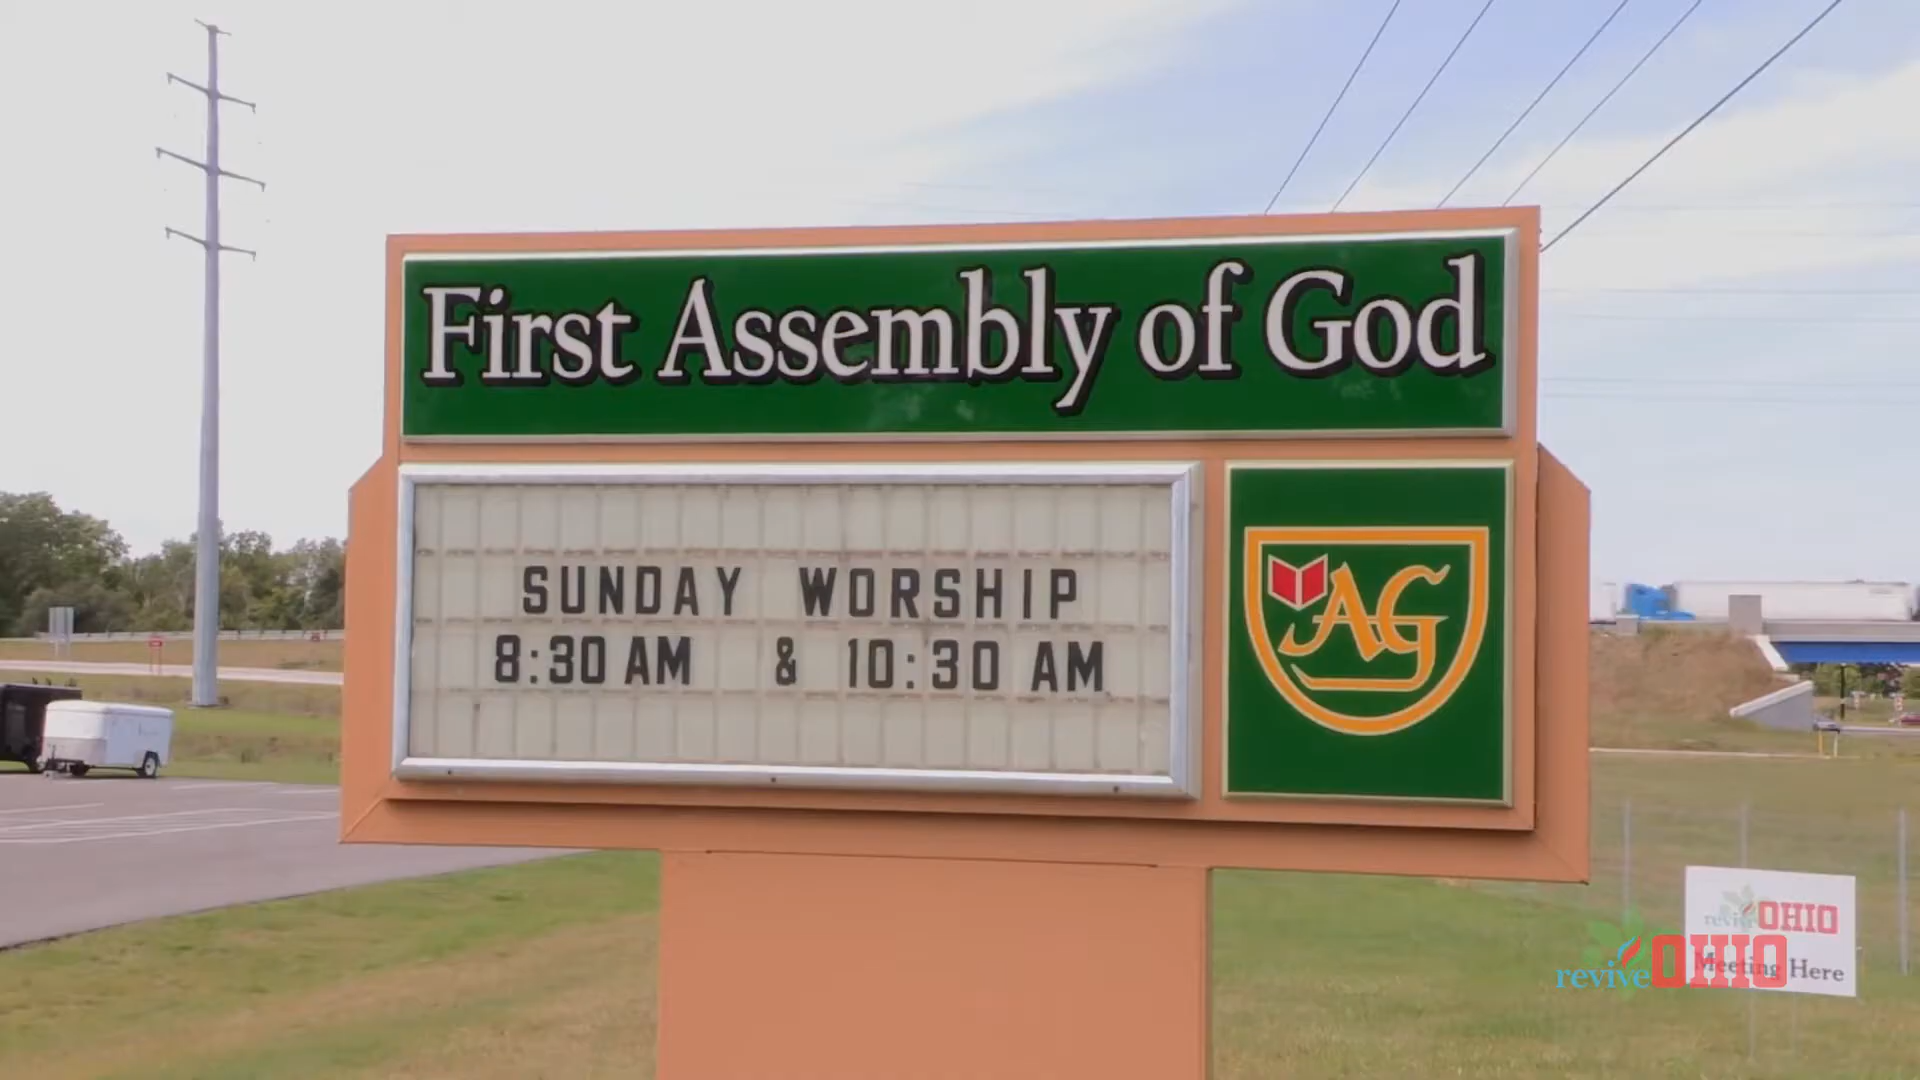 First Assembly of God
SUNDAY WORSHIP
8:30 AM & 10:30 AM
AG
revive OHIO
Meeting Here
revive OHIO